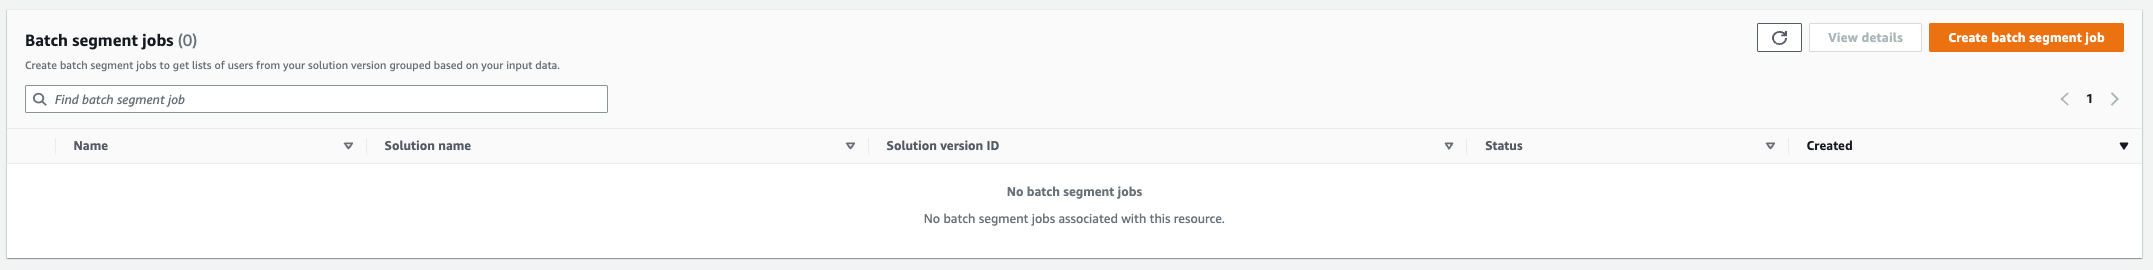 Batch segment jobs (0)
View details
Create batch segment job
Create batch segment jobs to get lists of users from your solution version grouped based on your input data.
Find batch segment job
1
Name
Solution name
Solution version ID
Status
Created
No batch segment jobs
No batch segment jobs associated with this resource.